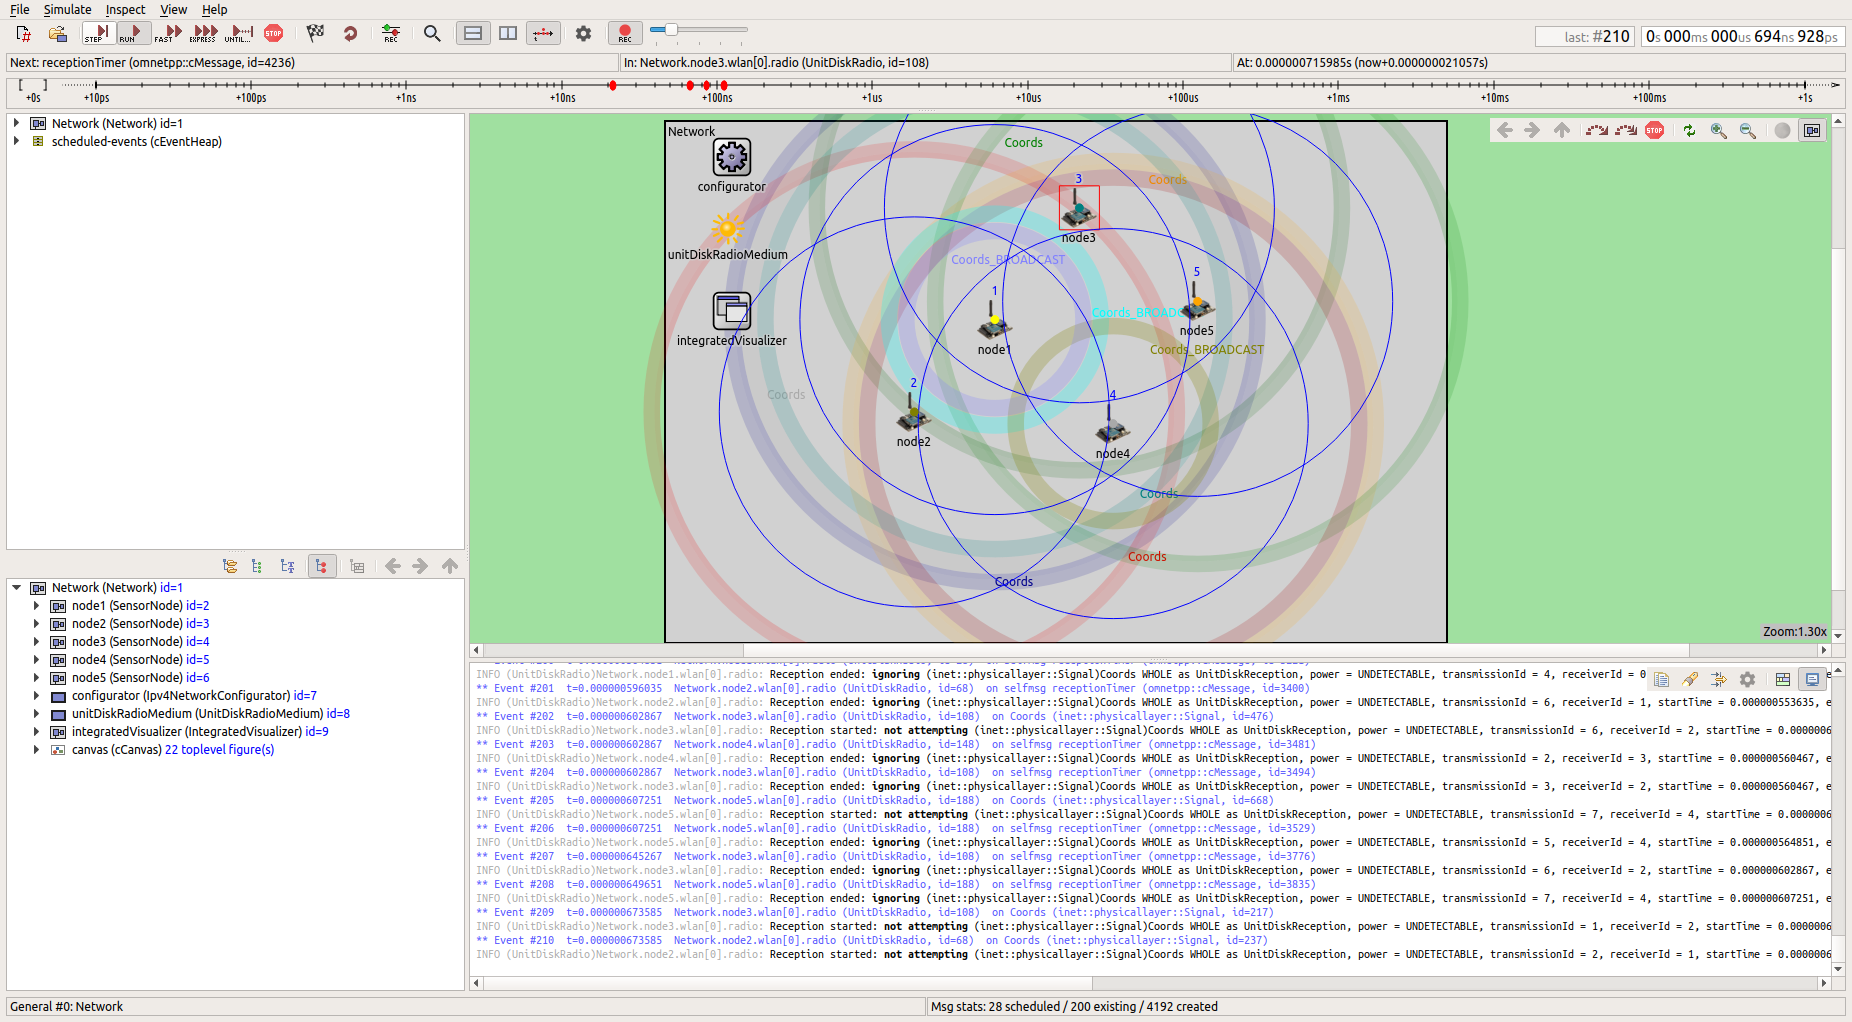 File Simulate Inspect View Help
STEP RUN FAST EXPRESS UNTIL... STOP REC REC
last: #210 0s 000ms 000us 694ns 928ps
Next: receptionTimer (omnetpp::cMessage, id=4236) In: Network.node3.wlan[0].radio (UnitDiskRadio, id=108) At: 0.000000715985s (now+0.000000021057s)
+0s +10ps +100ps +1ns +10ns +100ns +1us +10us +100us +1ms +10ms +100ms +1s
Network (Network) id=1
scheduled-events (cEventHeap)
Network (Network) id=1
node1 (SensorNode) id=2
node2 (SensorNode) id=3
node3 (SensorNode) id=4
node4 (SensorNode) id=5
node5 (SensorNode) id=6
configurator (Ipv4NetworkConfigurator) id=7
unitDiskRadioMedium (UnitDiskRadioMedium) id=8
integratedVisualizer (IntegratedVisualizer) id=9
canvas (cCanvas) 22 toplevel figure(s)
Network
STOP
Coords
configurator
3
Coords
node3
unitDiskRadioMedium
Coords_BROADCAST
5
1
Coords_BROADC
node5
integratedVisualizer
node1
Coords_BROADCAST
2
Coords
4
node2
node4
Coords
Coords
Coords
Zoom:1.30x
INFO (UnitDiskRadio)Network.node1.wlan[0].radio: Reception ended: ignoring (inet::physicallayer::Signal)Coords WHOLE as UnitDiskReception, power = UNDETECTABLE, transmissionId = 4, receiverId = 0
** Event #201 t=0.000000596035 Network.node2.wlan[0].radio (UnitDiskRadio, id=68) on selfmsg receptionTimer (omnetpp::cMessage, id=3400)
INFO (UnitDiskRadio)Network.node2.wlan[0].radio: Reception ended: ignoring (inet::physicallayer::Signal)Coords WHOLE as UnitDiskReception, power = UNDETECTABLE, transmissionId = 6, receiverId = 1, startTime = 0.000000553635, e
** Event #202 t=0.000000602867 Network.node3.wlan[0].radio (UnitDiskRadio, id=108) on Coords (inet::physicallayer::Signal, id=476)
INFO (UnitDiskRadio)Network.node3.wlan[0].radio: Reception started: not attempting (inet::physicallayer::Signal)Coords WHOLE as UnitDiskReception, power = UNDETECTABLE, transmissionId = 6, receiverId = 2, startTime = 0.0000006
** Event #203 t=0.000000602867 Network.node4.wlan[0].radio (UnitDiskRadio, id=148) on selfmsg receptionTimer (omnetpp::cMessage, id=3481)
INFO (UnitDiskRadio)Network.node4.wlan[0].radio: Reception ended: ignoring (inet::physicallayer::Signal)Coords WHOLE as UnitDiskReception, power = UNDETECTABLE, transmissionId = 2, receiverId = 3, startTime = 0.000000560467, e
** Event #204 t=0.000000602867 Network.node3.wlan[0].radio (UnitDiskRadio, id=108) on selfmsg receptionTimer (omnetpp::cMessage, id=3494)
INFO (UnitDiskRadio)Network.node3.wlan[0].radio: Reception ended: ignoring (inet::physicallayer::Signal)Coords WHOLE as UnitDiskReception, power = UNDETECTABLE, transmissionId = 3, receiverId = 2, startTime = 0.000000560467, e
** Event #205 t=0.000000607251 Network.node5.wlan[0].radio (UnitDiskRadio, id=188) on Coords (inet::physicallayer::Signal, id=668)
INFO (UnitDiskRadio)Network.node5.wlan[0].radio: Reception started: not attempting (inet::physicallayer::Signal)Coords WHOLE as UnitDiskReception, power = UNDETECTABLE, transmissionId = 7, receiverId = 4, startTime = 0.0000006
** Event #206 t=0.000000607251 Network.node5.wlan[0].radio (UnitDiskRadio, id=188) on selfmsg receptionTimer (omnetpp::cMessage, id=3529)
INFO (UnitDiskRadio)Network.node5.wlan[0].radio: Reception ended: ignoring (inet::physicallayer::Signal)Coords WHOLE as UnitDiskReception, power = UNDETECTABLE, transmissionId = 5, receiverId = 4, startTime = 0.000000564851, e
** Event #207 t=0.000000645267 Network.node3.wlan[0].radio (UnitDiskRadio, id=108) on selfmsg receptionTimer (omnetpp::cMessage, id=3776)
INFO (UnitDiskRadio)Network.node3.wlan[0].radio: Reception ended: ignoring (inet::physicallayer::Signal)Coords WHOLE as UnitDiskReception, power = UNDETECTABLE, transmissionId = 6, receiverId = 2, startTime = 0.000000602867, e
** Event #208 t=0.000000649651 Network.node5.wlan[0].radio (UnitDiskRadio, id=188) on selfmsg receptionTimer (omnetpp::cMessage, id=3835)
INFO (UnitDiskRadio)Network.node5.wlan[0].radio: Reception ended: ignoring (inet::physicallayer::Signal)Coords WHOLE as UnitDiskReception, power = UNDETECTABLE, transmissionId = 7, receiverId = 4, startTime = 0.000000607251, e
** Event #209 t=0.000000673585 Network.node3.wlan[0].radio (UnitDiskRadio, id=108) on Coords (inet::physicallayer::Signal, id=217)
INFO (UnitDiskRadio)Network.node3.wlan[0].radio: Reception started: not attempting (inet::physicallayer::Signal)Coords WHOLE as UnitDiskReception, power = UNDETECTABLE, transmissionId = 1, receiverId = 2, startTime = 0.0000006
** Event #210 t=0.000000673585 Network.node2.wlan[0].radio (UnitDiskRadio, id=68) on Coords (inet::physicallayer::Signal, id=237)
INFO (UnitDiskRadio)Network.node2.wlan[0].radio: Reception started: not attempting (inet::physicallayer::Signal)Coords WHOLE as UnitDiskReception, power = UNDETECTABLE, transmissionId = 2, receiverId = 1, startTime = 0.0000006
General #0: Network Msg stats: 28 scheduled / 200 existing / 4192 created